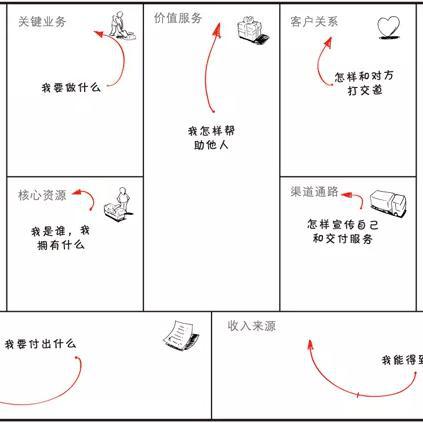 关键业务
我要做什么
价值服务
我怎样帮
助他人
客户关系
怎样和对方
打交道
核心资源
我是谁，我
拥有什么
渠道通路
怎样宣传自己
和交付服务
我要付出什么
收入来源
我能得到